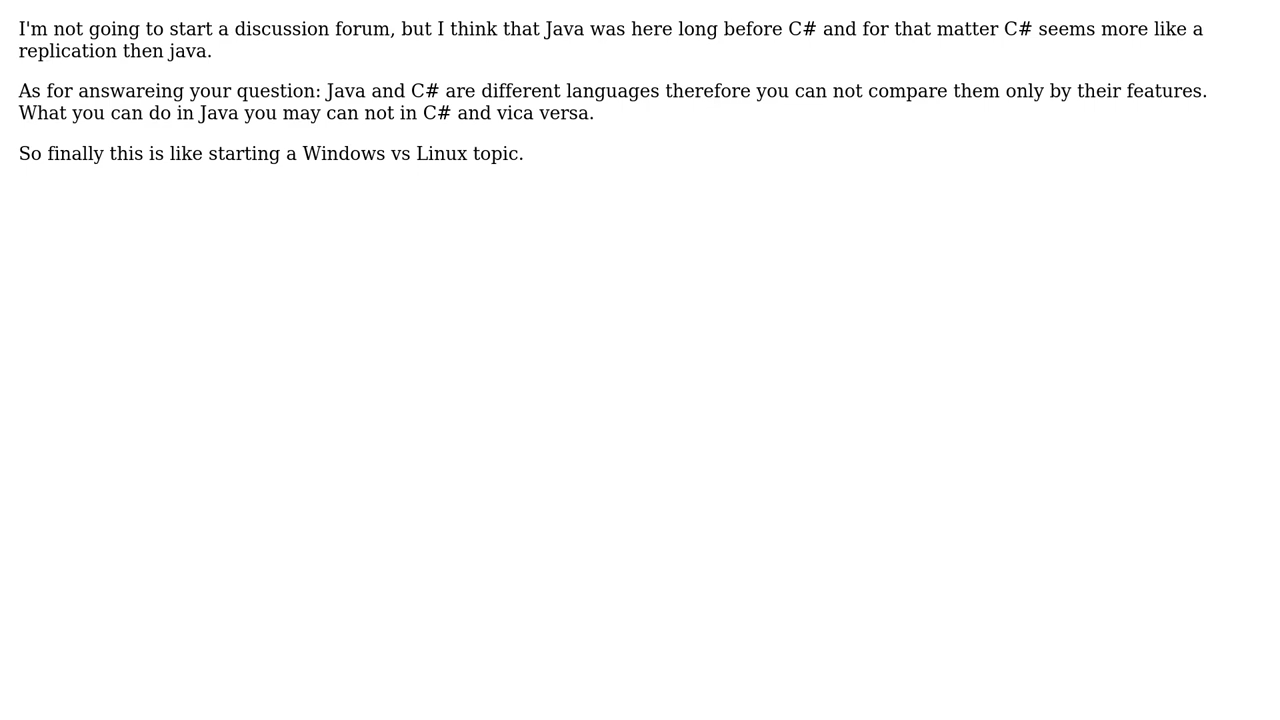 I'm not going to start a discussion forum, but I think that Java was here long before C# and for that matter C# seems more like a
replication then java.
As for answareing your question: Java and C# are different languages therefore you can not compare them only by their features.
What you can do in Java you may can not in C# and vica versa.
So finally this is like starting a Windows vs Linux topic.